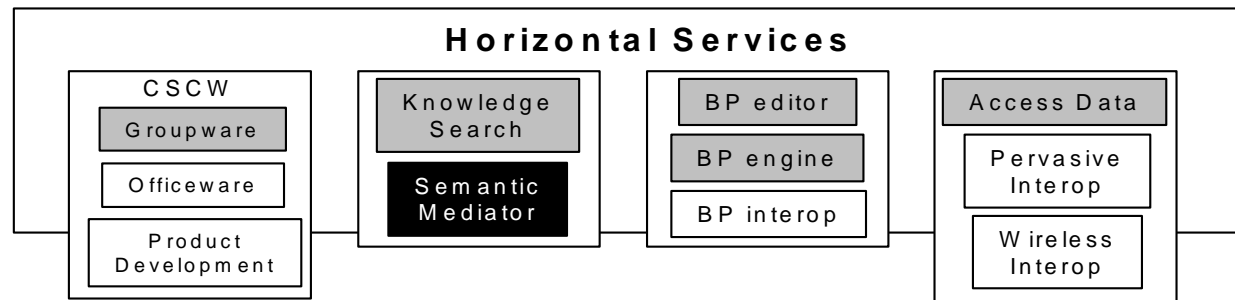 Horizontal Services
CSCW
Groupware
Officeware
Product
Development
Knowledge
Search
Semantic
Mediator
BP editor
BP engine
BP interop
Access Data
Pervasive
Interop
Wireless
Interop